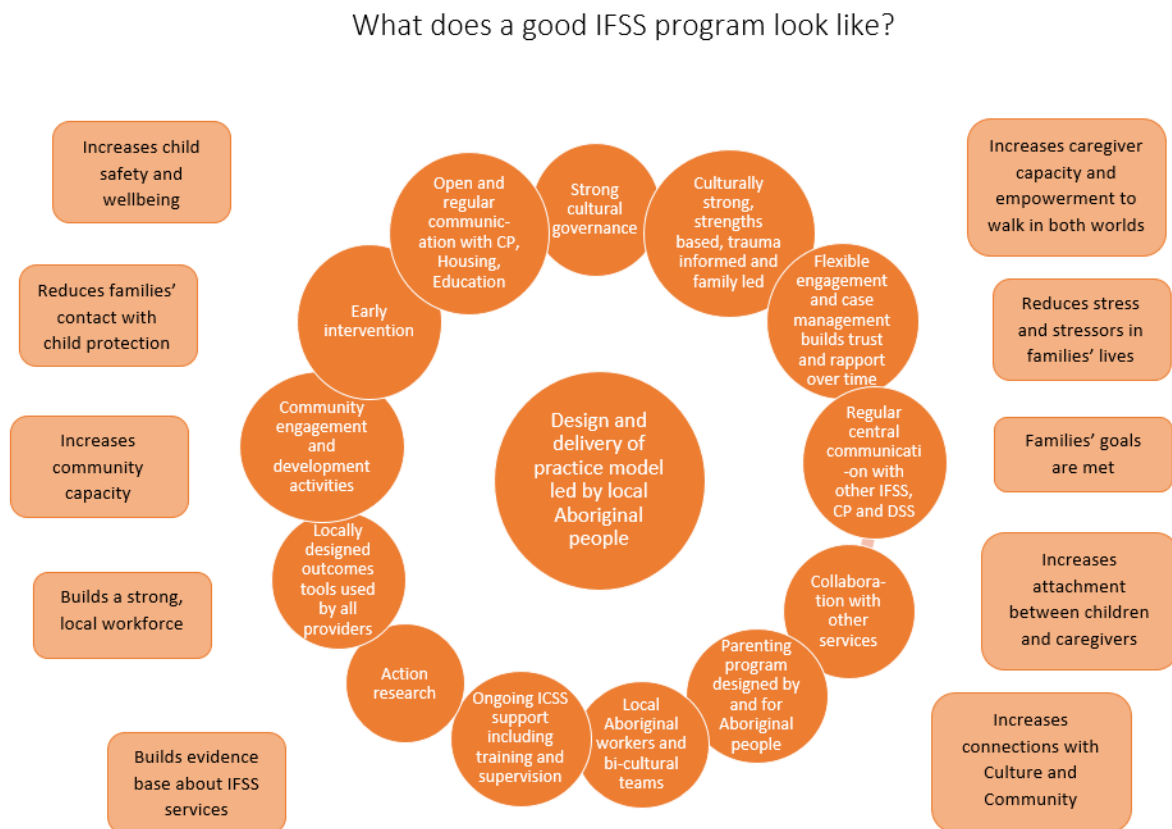 What does a good IFSS program look like?
Increases child
safety and
wellbeing
Reduces families’
contact with
child protection
Increases
community
capacity
Builds a strong,
local workforce
Builds evidence
base about IFSS
services
Open and
regular
communic-
ation with CP,
Housing,
Education
Strong
cultural
governance
Culturally
strong,
strengths
based, trauma
informed and
family led
Flexible
engagement
and case
management
builds trust
and rapport
over time
Regular
central
communicati
-on with
other IFSS,
CP and DSS
Collabora-
tion with
other
services
Parenting
program
designed by
and for
Aboriginal
people
Local
Aboriginal
workers and
bi-cultural
teams
Ongoing ICSS
support
including
training and
supervision
Action
research
Locally
designed
outcomes
tools used
by all
providers
Community
engagement
and
development
activities
Early
intervention
Design and
delivery of
practice model
led by local
Aboriginal
people
Increases caregiver
capacity and
empowerment to
walk in both worlds
Reduces stress
and stressors in
families’ lives
Families’ goals
are met
Increases
attachment
between children
and caregivers
Increases
connections with
Culture and
Community